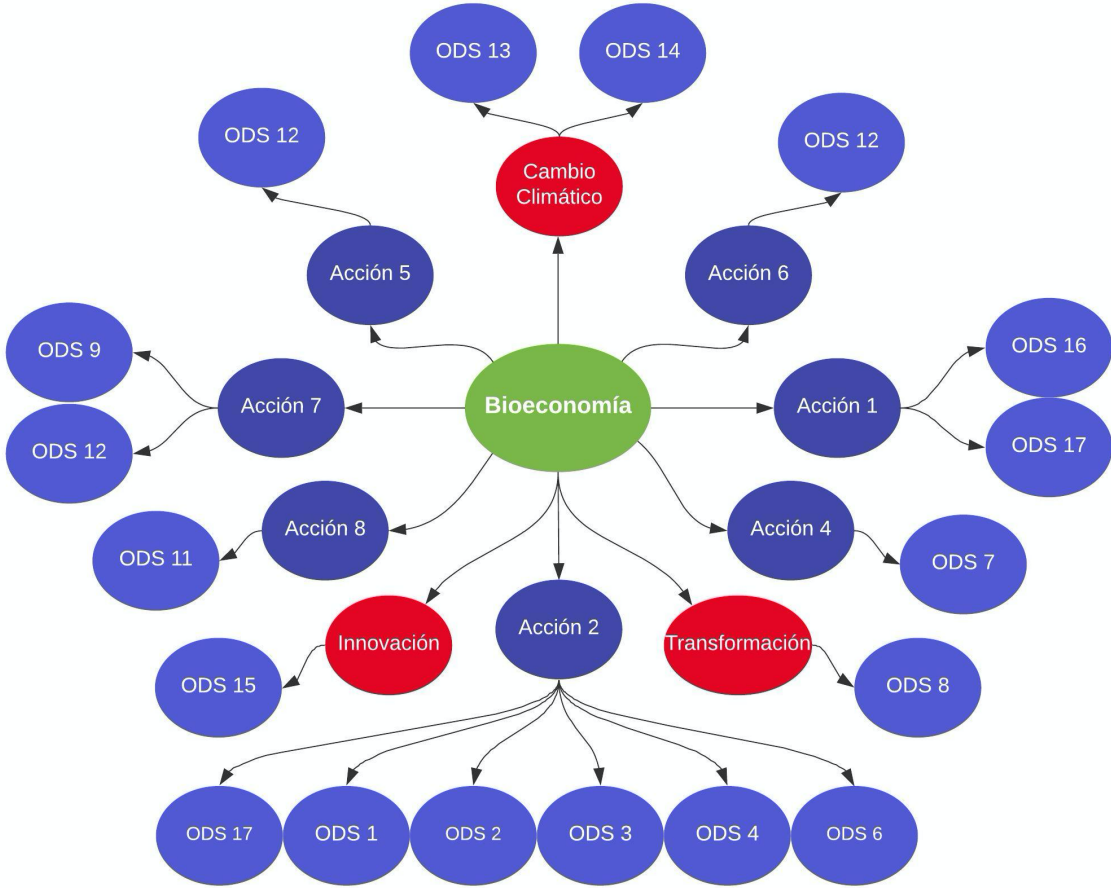 ODS 13
ODS 14
ODS 12
ODS 12
Cambio
Climático
Acción 5
Acción 6
ODS 9
ODS 16
Acción 7
Bioeconomía
Acción 1
ODS 12
ODS 17
Acción 8
Acción 4
ODS 11
ODS 7
Innovación
Acción 2
Transformación
ODS 15
ODS 8
ODS 17
ODS 1
ODS 2
ODS 3
ODS 4
ODS 6